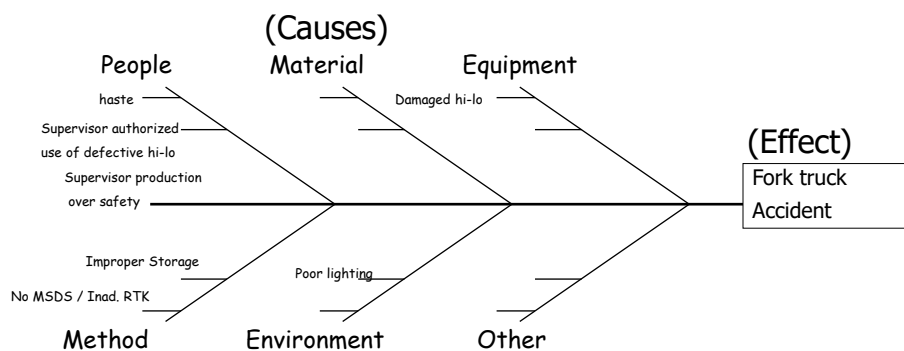 (Causes)
People
Material
Equipment
haste
Damaged hi-lo
Supervisor authorized
use of defective hi-lo
Supervisor production
over safety
(Effect)
Fork truck
Accident
Improper Storage
Poor lighting
No MSDS / Inad. RTK
Method
Environment
Other